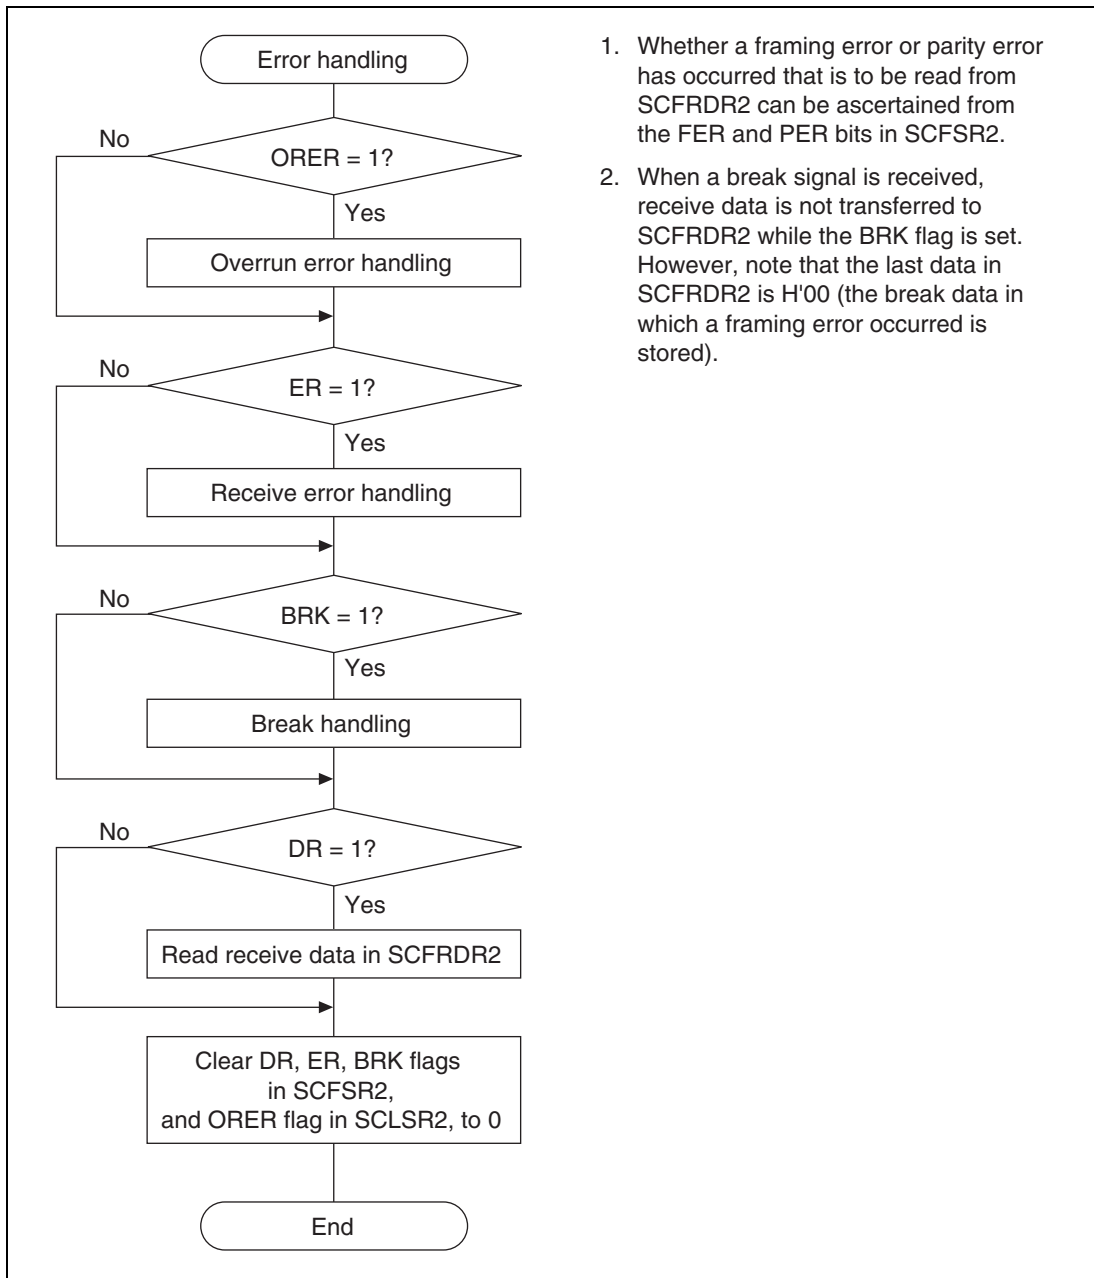 Error handling
No
ORER = 1?
Yes
Overrun error handling
No
ER = 1?
Yes
Receive error handling
No
BRK = 1?
Yes
Break handling
No
DR = 1?
Yes
Read receive data in SCFRDR2
Clear DR, ER, BRK flags
in SCFSR2,
and ORER flag in SCLSR2, to 0
End
1. Whether a framing error or parity error
has occurred that is to be read from
SCFRDR2 can be ascertained from
the FER and PER bits in SCFSR2.
2. When a break signal is received,
receive data is not transferred to
SCFRDR2 while the BRK flag is set.
However, note that the last data in
SCFRDR2 is H'00 (the break data in
which a framing error occurred is
stored).